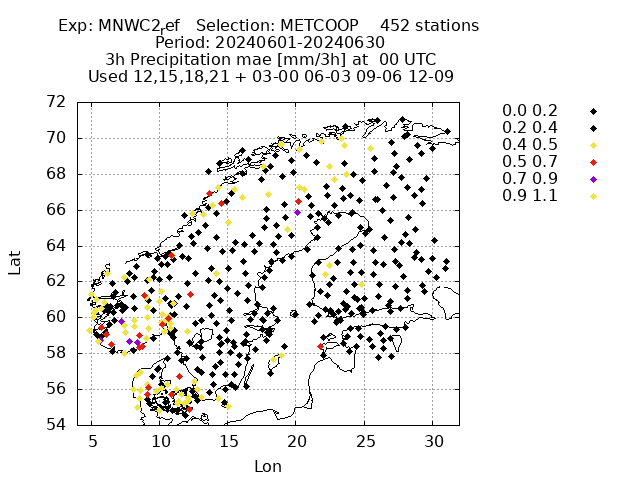 Exp: MNWC2ref   Selection: METCOOP    452 stations
Period: 20240601-20240630
3h Precipitation mae [mm/3h] at  00 UTC
Used 12,15,18,21 + 03-00 06-03 09-06 12-09
72
70
68
66
64
62
60
58
56
54
Lat
5 10 15 20 25 30
Lon
0.0 0.2
0.2 0.4
0.4 0.5
0.5 0.7
0.7 0.9
0.9 1.1